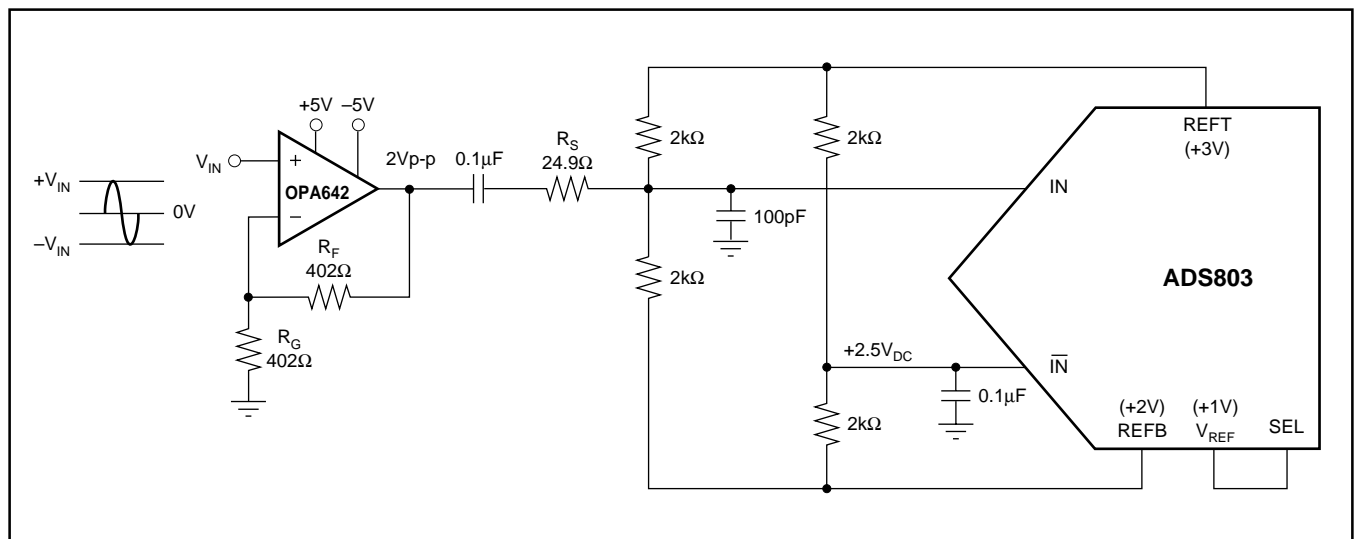 +5V –5V
V_IN
+
–
OPA642
2Vp-p
0.1µF
R_S
24.9Ω
+V_IN
0V
–V_IN
R_F
402Ω
R_G
402Ω
2kΩ
2kΩ
100pF
2kΩ
2kΩ
+2.5V_DC
0.1µF
REFT
(+3V)
IN
ADS803
I̅N̅
(+2V)
REFB
(+1V)
V_REF
SEL